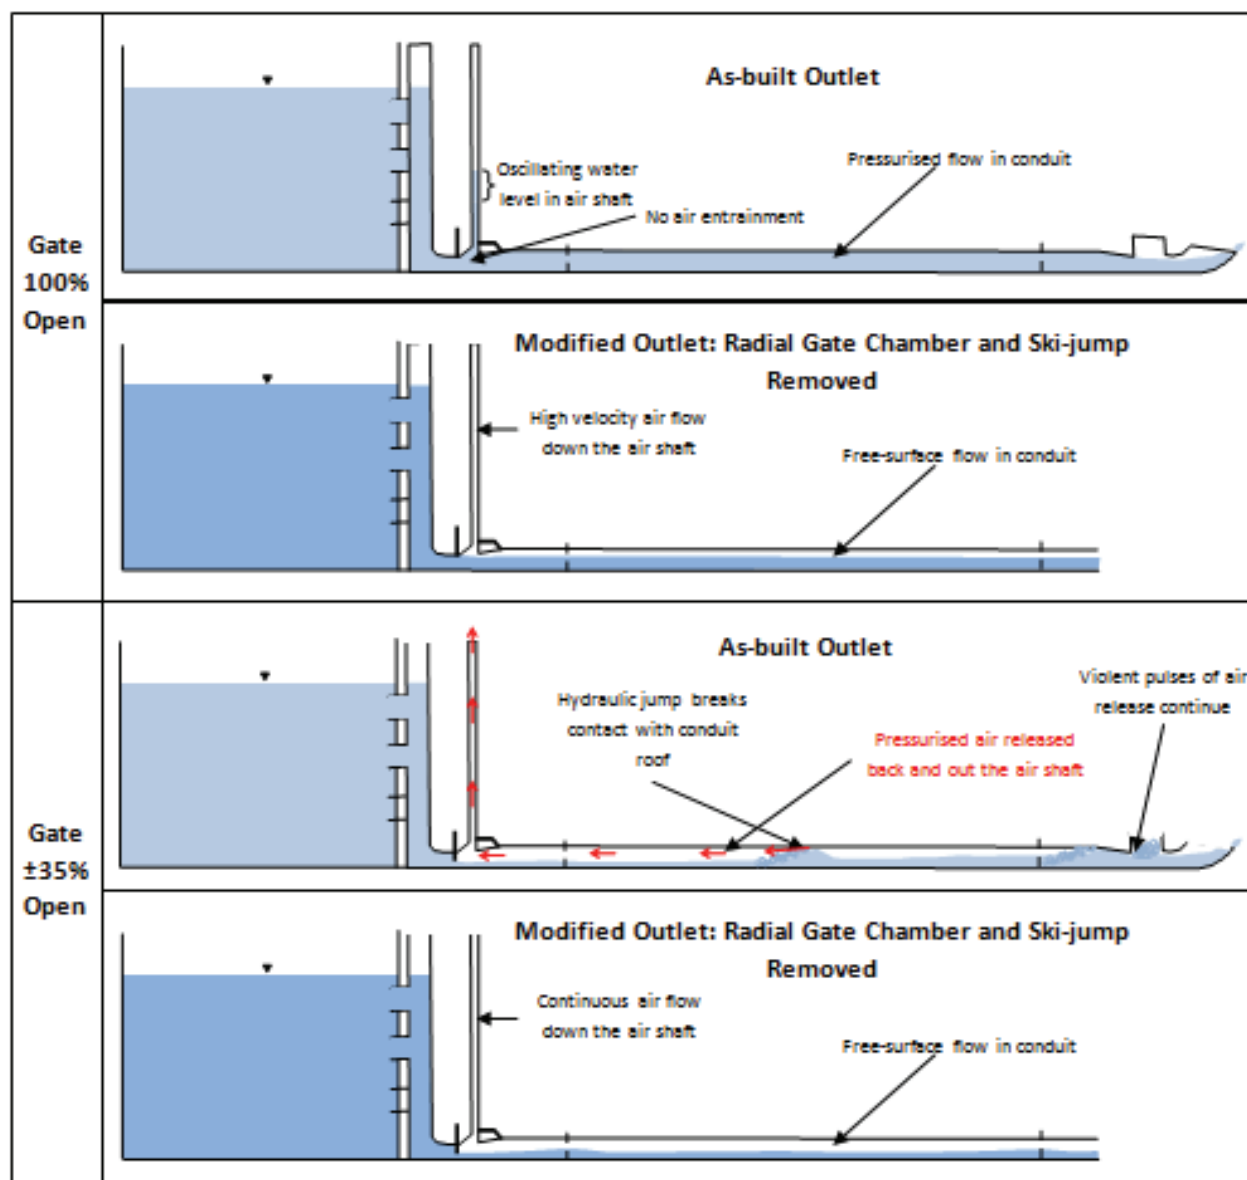 Gate
100%
Open
As-built Outlet
Oscillating water
level in air shaft
No air entrainment
Pressurised flow in conduit
Modified Outlet: Radial Gate Chamber and Ski-jump
Removed
High velocity air flow
down the air shaft
Free-surface flow in conduit
Gate
±35%
Open
As-built Outlet
Hydraulic jump breaks
contact with conduit
roof
Pressurised air released
back and out the air shaft
Violent pulses of air
release continue
Modified Outlet: Radial Gate Chamber and Ski-jump
Removed
Continuous air flow
down the air shaft
Free-surface flow in conduit